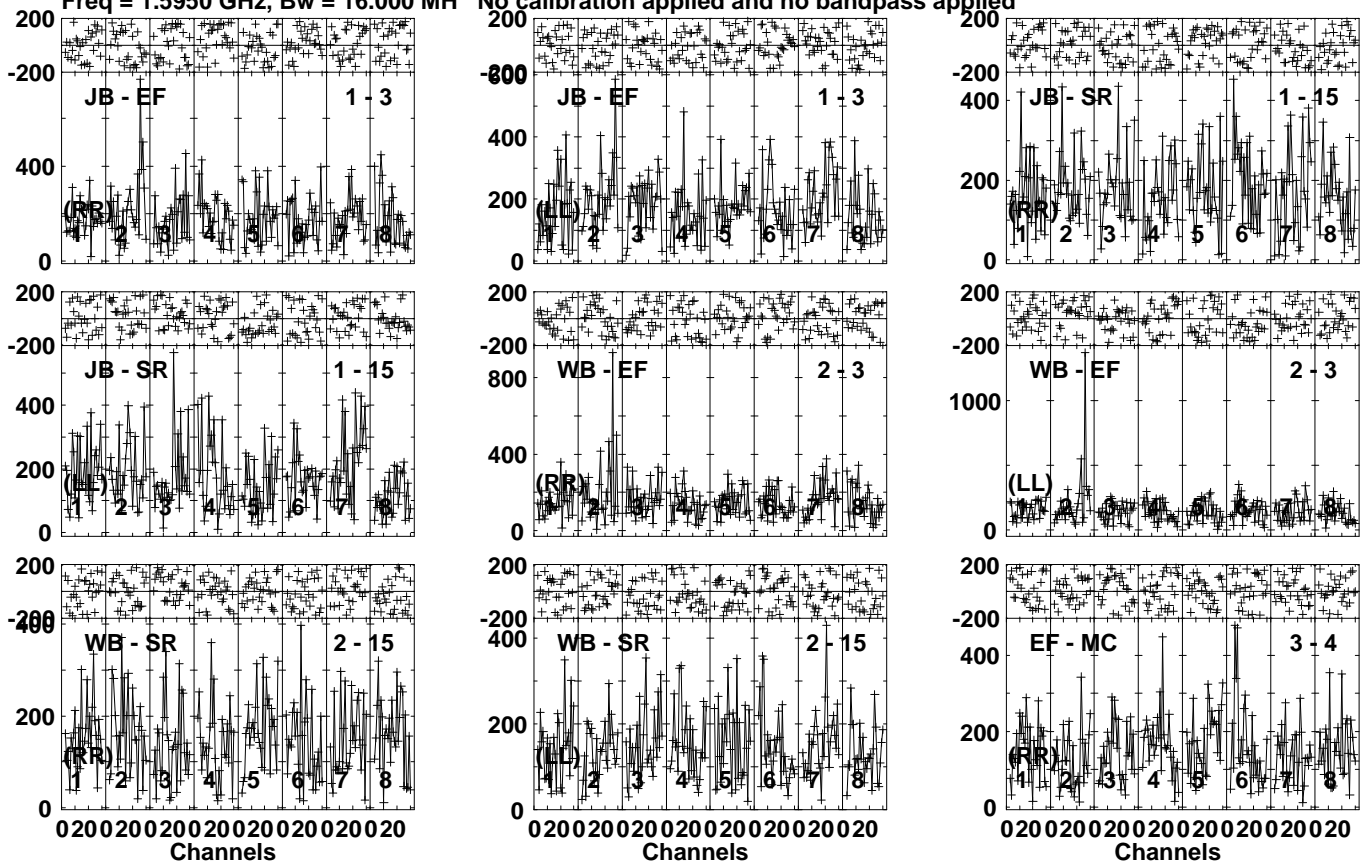 Freq = 1.5950 GHz, Bw = 16.000 MH No calibration applied and no bandpass applied
200 200 200
-200 -200 -200
600
JB - EF 1 - 3 JB - EF 1 - 3 JB - SR 1 - 15
400 400 400
200 200
(RR) (LL) (RR)
1 2 3 4 5 6 7 8 1 2 3 4 5 6 7 8 1 2 3 4 5 6 7 8
0 0 0
200 200 200
-200 -200 -200
JB - SR 1 - 15 WB - EF 2 - 3 WB - EF 2 - 3
400 800 1000
200 400
(LL) (RR) (LL)
1 2 3 4 5 6 7 8 1 2 3 4 5 6 7 8 1 2 3 4 5 6 7 8
0 0 0
200 200 200
-200 -200 -200
400
WB - SR 2 - 15 WB - SR 2 - 15 EF - MC 3 - 4
400 400
200 200 200
(RR) (LL) (RR)
1 2 3 4 5 6 7 8 1 2 3 4 5 6 7 8 1 2 3 4 5 6 7 8
0 0 0
0 20 0 20 0 20 0 20 0 20 0 20 0 20 0 20 0 20 0 20 0 20 0 20 0 20 0 20 0 20 0 20 0 20 0 20 0 20 0 20 0 20 0 20 0 20 0 20
Channels Channels Channels